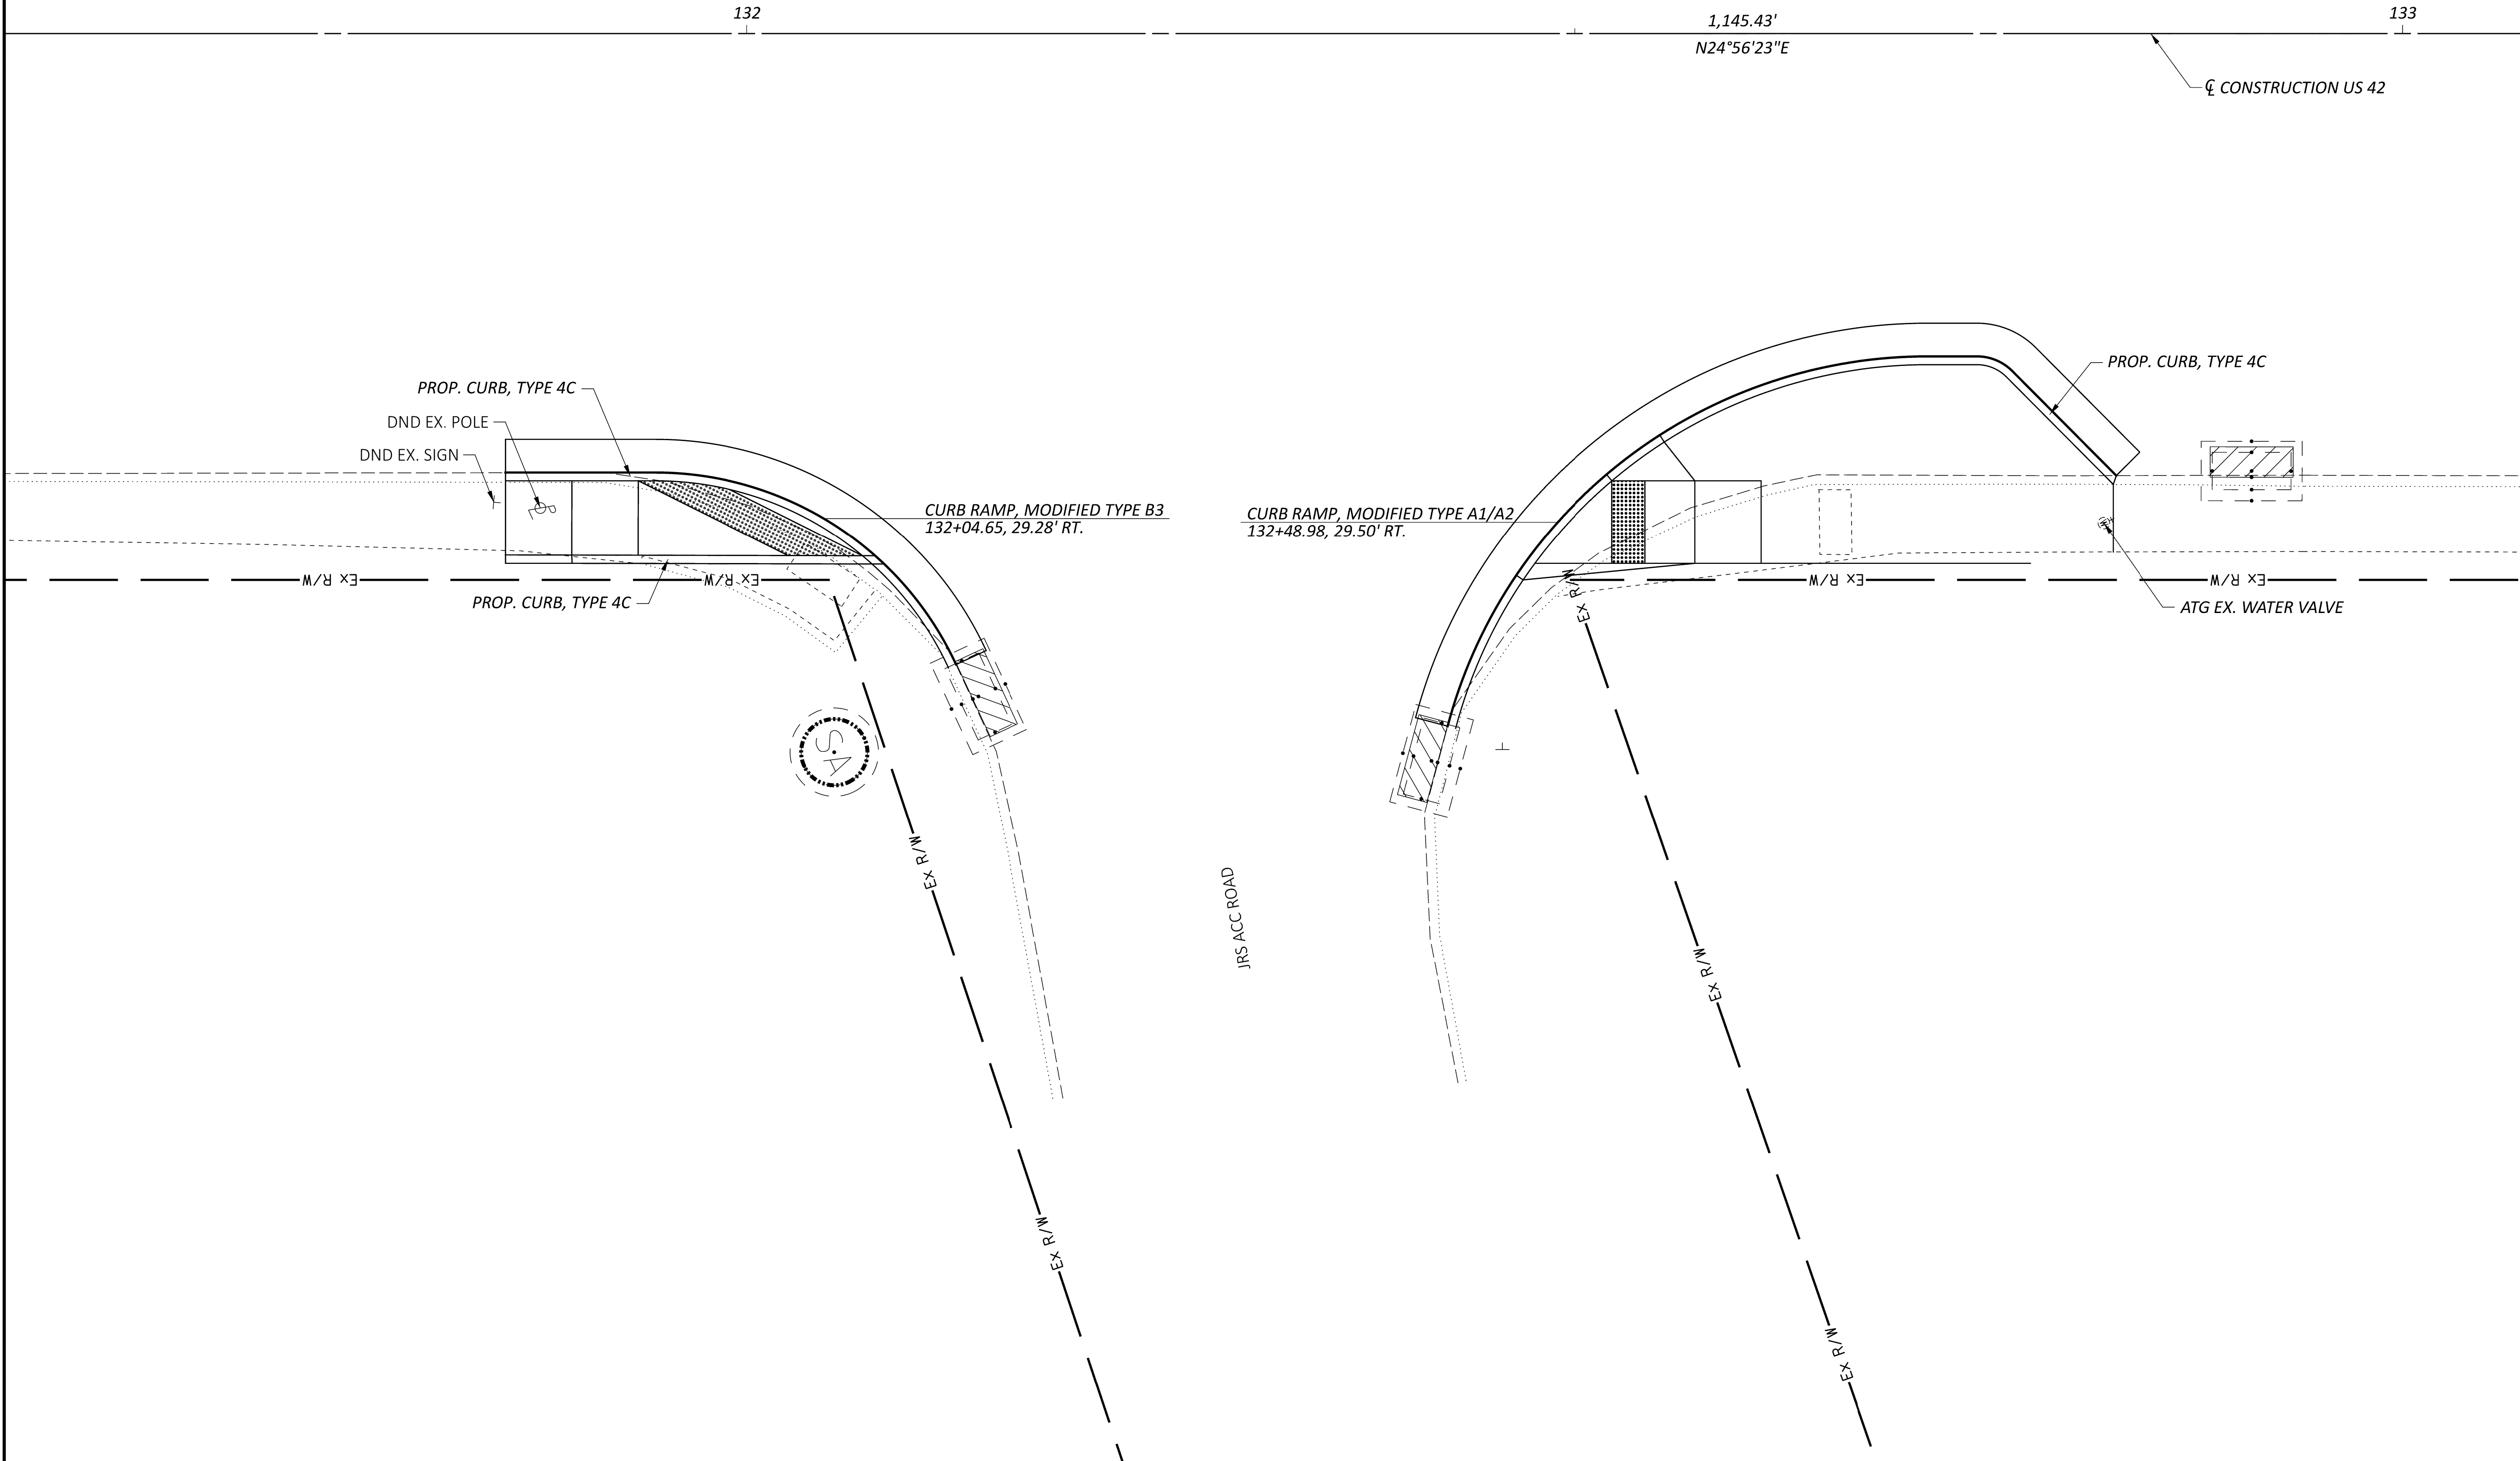 132
1,145.43'
133
N24°56'23"E
℄ CONSTRUCTION US 42
PROP. CURB, TYPE 4C
PROP. CURB, TYPE 4C
DND EX. POLE
DND EX. SIGN
P
CURB RAMP, MODIFIED TYPE B3
132+04.65, 29.28' RT.
CURB RAMP, MODIFIED TYPE A1/A2
132+48.98, 29.50' RT.
Ex R/W
Ex R/W
Ex R/W
Ex R/W
Ex R/W
PROP. CURB, TYPE 4C
ATG EX. WATER VALVE
SA
Ex R/W
JRS ACC ROAD
Ex R/W
Ex R/W
Ex R/W